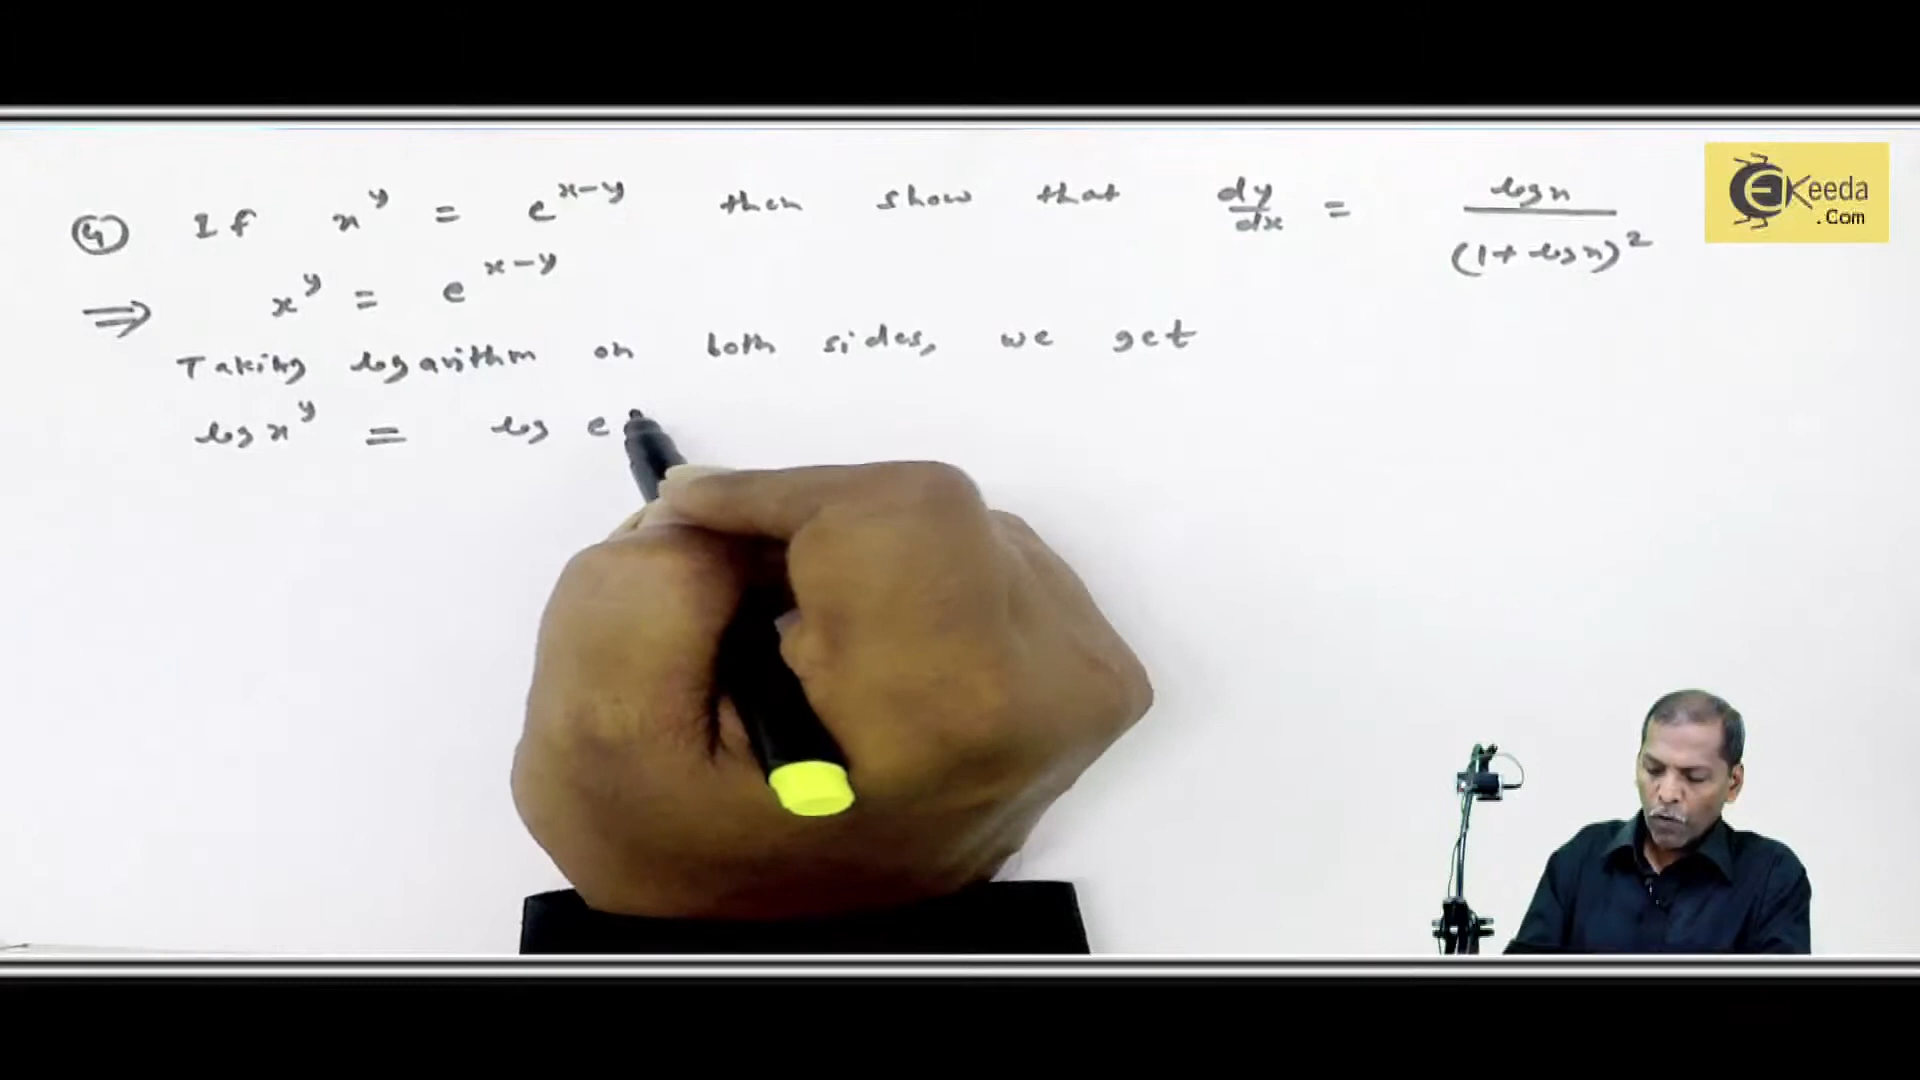 ④ If x^y = e^(x-y) then show that dy/dx = log x / (1+ log x)^2
⇒ x^y = e^(x-y)
Taking logarithm on both sides, we get
log x^y = log e
EKeeda
.Com